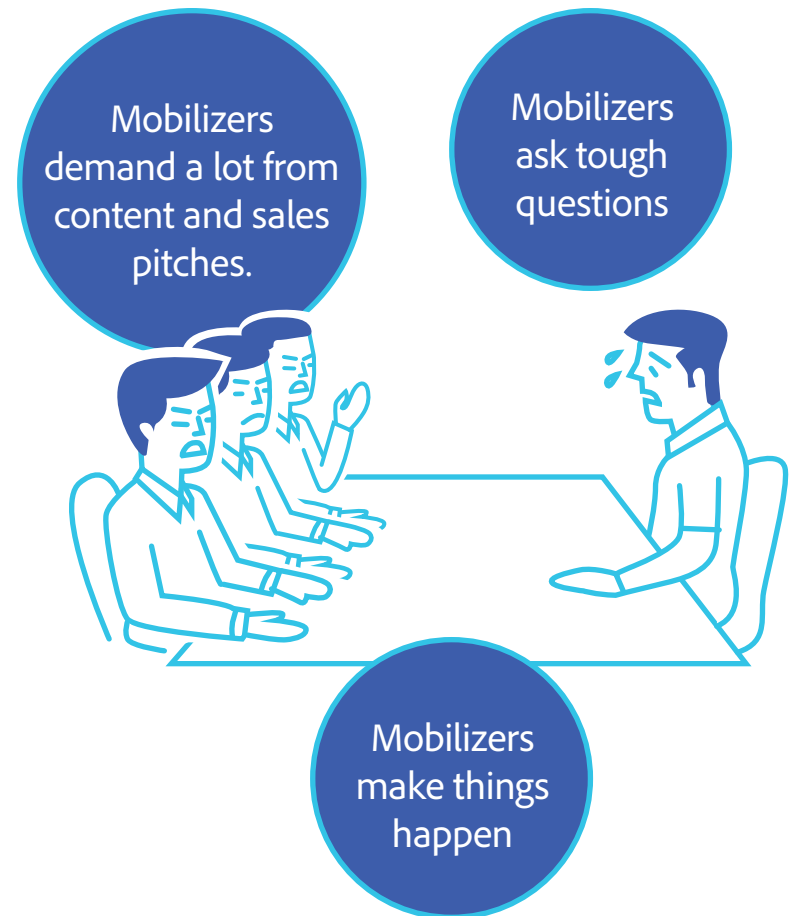 Mobilizers
demand a lot from
content and sales
pitches.
Mobilizers
ask tough
questions
Mobilizers
make things
happen